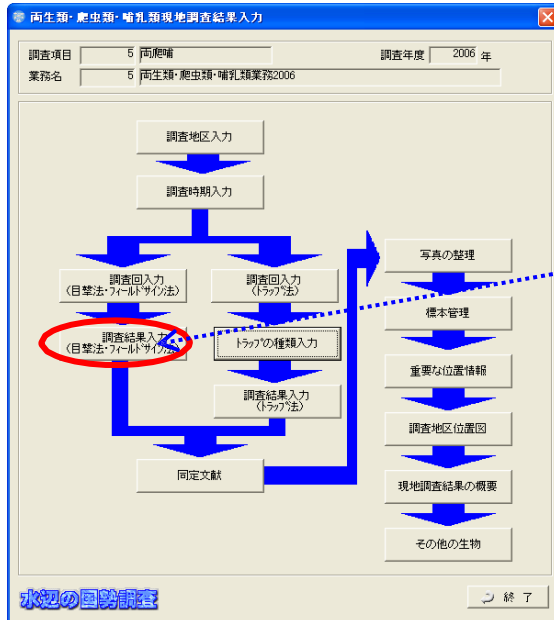 両生類・爬虫類・哺乳類現地調査結果入力
調査項目 5 両爬哺 調査年度 2006 年
業務名 5 両生類・爬虫類・哺乳類業務2006
調査地区入力
調査時期入力
調査回入力
(目撃法・フィールドサイン法)
調査回入力
(トラップ法)
調査結果入力
(目撃法・フィールドサイン法)
トラップの種類入力
調査結果入力
(トラップ法)
同定文献
写真の整理
標本管理
重要な位置情報
調査地区位置図
現地調査結果の概要
その他の生物
水辺の国勢調査
終 了